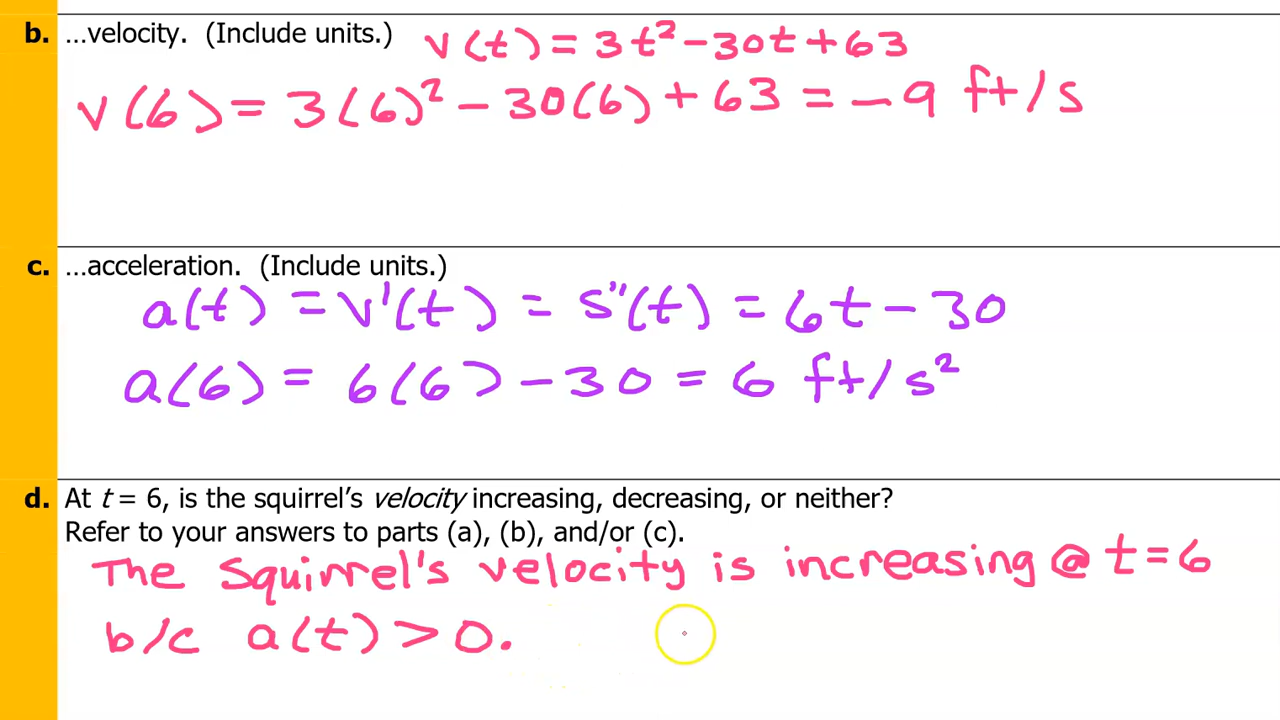 b. ...velocity. (Include units.) v(t) = 3t² - 30t + 63
v(6) = 3(6)² - 30(6) + 63 = -9 ft/s
c. ...acceleration. (Include units.)
a(t) = v'(t) = s''(t) = 6t - 30
a(6) = 6(6) - 30 = 6 ft/s²
d. At t = 6, is the squirrel's velocity increasing, decreasing, or neither?
Refer to your answers to parts (a), (b), and/or (c).
The squirrel's velocity is increasing @ t=6
b/c a(t) > 0.